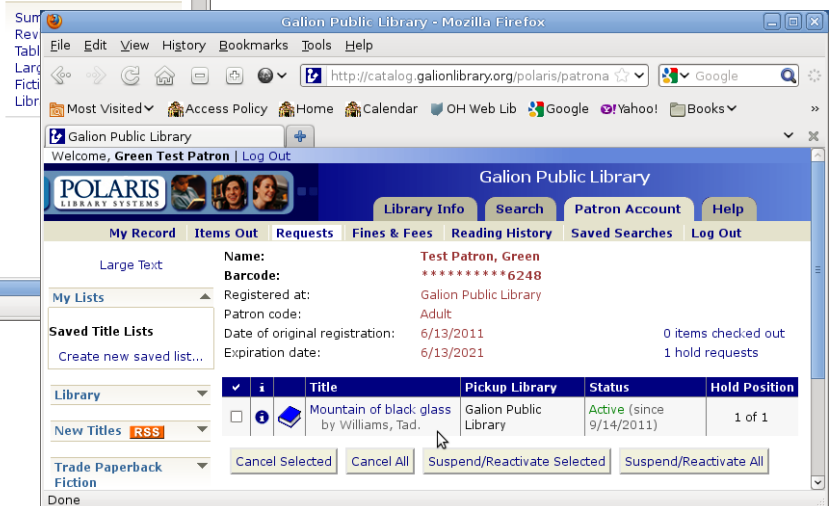 Sum
Rev
Tabl
Larg
Ficti
Libr
Galion Public Library - Mozilla Firefox
File Edit View History Bookmarks Tools Help
http://catalog.galionlibrary.org/polaris/patrona
Google
Most Visited Access Policy Home Calendar OH Web Lib Google Yahoo! Books »
Galion Public Library
Welcome, Green Test Patron | Log Out
POLARIS
LIBRARY SYSTEMS
Galion Public Library
Library Info Search Patron Account Help
My Record Items Out Requests Fines & Fees Reading History Saved Searches Log Out
Large Text
My Lists
Saved Title Lists
Create new saved list...
Library
New Titles RSS
Trade Paperback
Fiction
Name: Test Patron, Green
Barcode: **********6248
Registered at: Galion Public Library
Patron code: Adult
Date of original registration: 6/13/2011 0 items checked out
Expiration date: 6/13/2021 1 hold requests
Title Pickup Library Status Hold Position
Mountain of black glass Galion Public Active (since 1 of 1
by Williams, Tad. Library 9/14/2011)
Cancel Selected Cancel All Suspend/Reactivate Selected Suspend/Reactivate All
Done